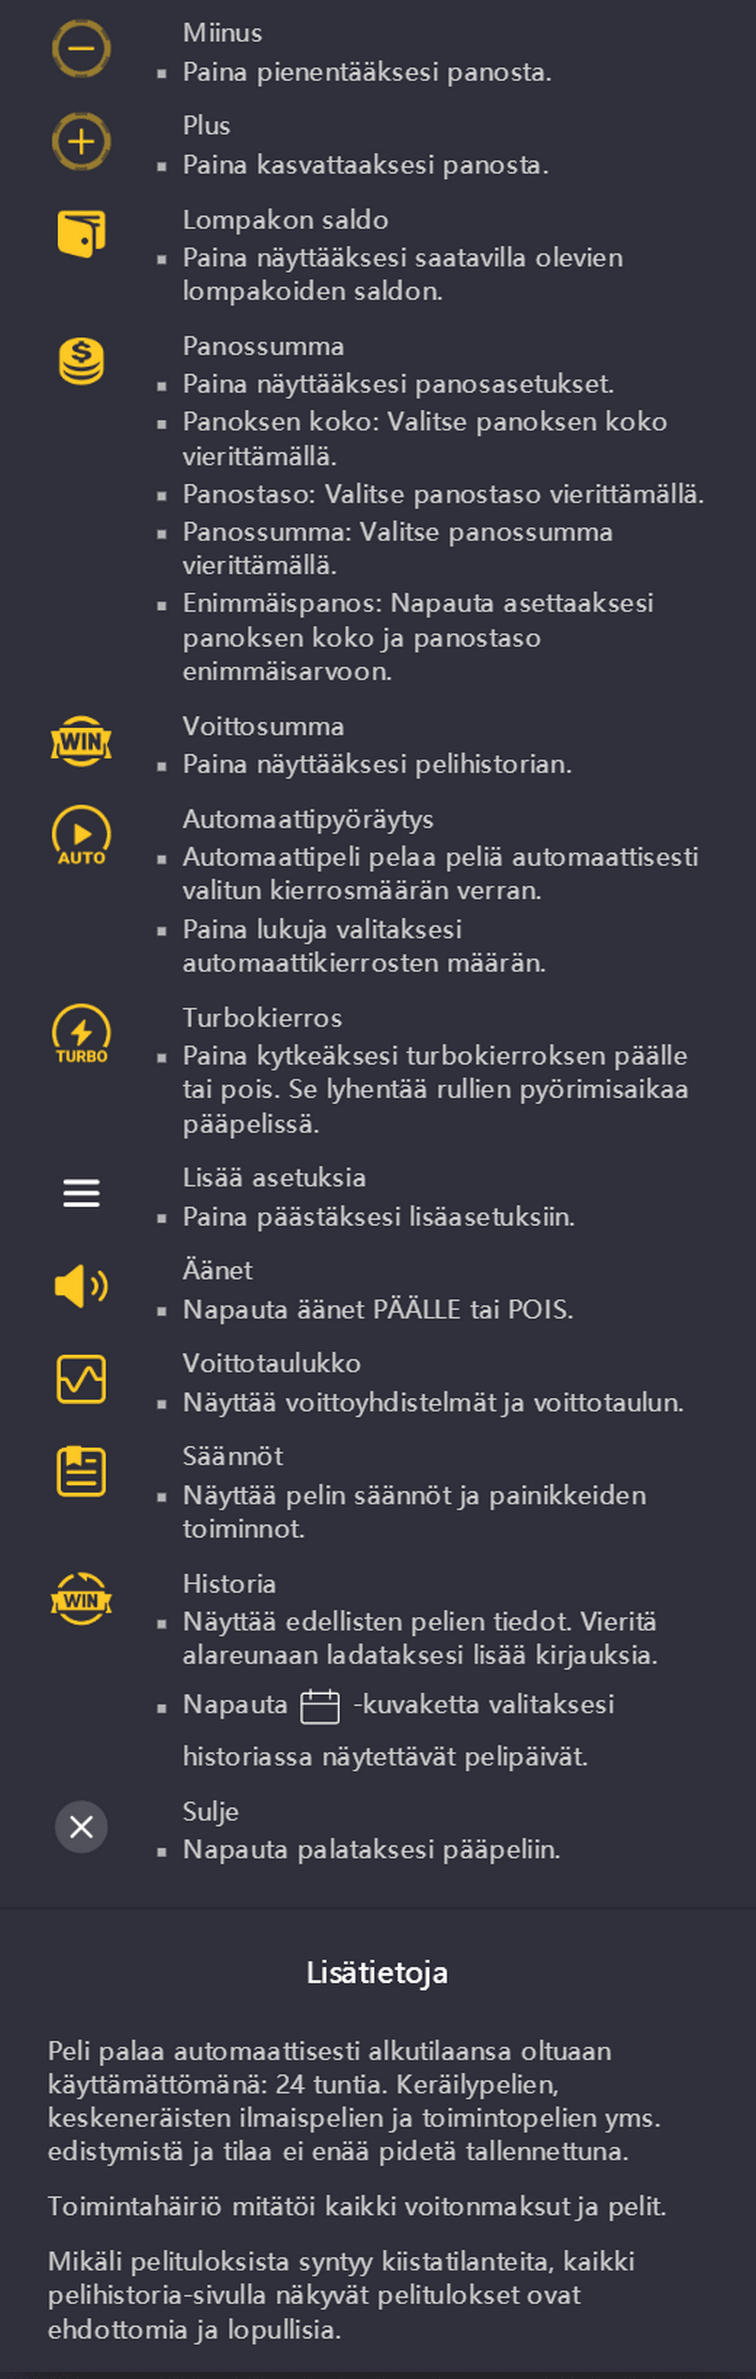 Miinus
▪ Paina pienentääksesi panosta.
Plus
▪ Paina kasvattaaksesi panosta.
Lompakon saldo
▪ Paina näyttääksesi saatavilla olevien
lompakoiden saldon.
$
Panossumma
▪ Paina näyttääksesi panosasetukset.
▪ Panoksen koko: Valitse panoksen koko
vierittämällä.
▪ Panostaso: Valitse panostaso vierittämällä.
▪ Panossumma: Valitse panossumma
vierittämällä.
▪ Enimmäispanos: Napauta asettaaksesi
panoksen koko ja panostaso
enimmäisarvoon.
WIN
Voittosumma
▪ Paina näyttääksesi pelihistorian.
AUTO
Automaattipyöräytys
▪ Automaattipeli pelaa peliä automaattisesti
valitun kierrosmäärän verran.
▪ Paina lukuja valitaksesi
automaattikierrosten määrän.
TURBO
Turbokierros
▪ Paina kytkeäksesi turbokierroksen päälle
tai pois. Se lyhentää rullien pyörimisaikaa
pääpelissä.
Lisää asetuksia
▪ Paina päästäksesi lisäasetuksiin.
Äänet
▪ Napauta äänet PÄÄLLE tai POIS.
Voittotaulukko
▪ Näyttää voittoyhdistelmät ja voittotaulun.
Säännöt
▪ Näyttää pelin säännöt ja painikkeiden
toiminnot.
WIN
Historia
▪ Näyttää edellisten pelien tiedot. Vieritä
alareunaan ladataksesi lisää kirjauksia.
▪ Napauta -kuvaketta valitaksesi
historiassa näytettävät pelipäivät.
Sulje
▪ Napauta palataksesi pääpeliin.
Lisätietoja
Peli palaa automaattisesti alkutilaansa oltuaan
käyttämättömänä: 24 tuntia. Keräilypelien,
keskeneräisten ilmaispelien ja toimintopelien yms.
edistymistä ja tilaa ei enää pidetä tallennettuna.
Toimintahäiriö mitätöi kaikki voitonmaksut ja pelit.
Mikäli pelituloksista syntyy kiistatilanteita, kaikki
pelihistoria-sivulla näkyvät pelitulokset ovat
ehdottomia ja lopullisia.